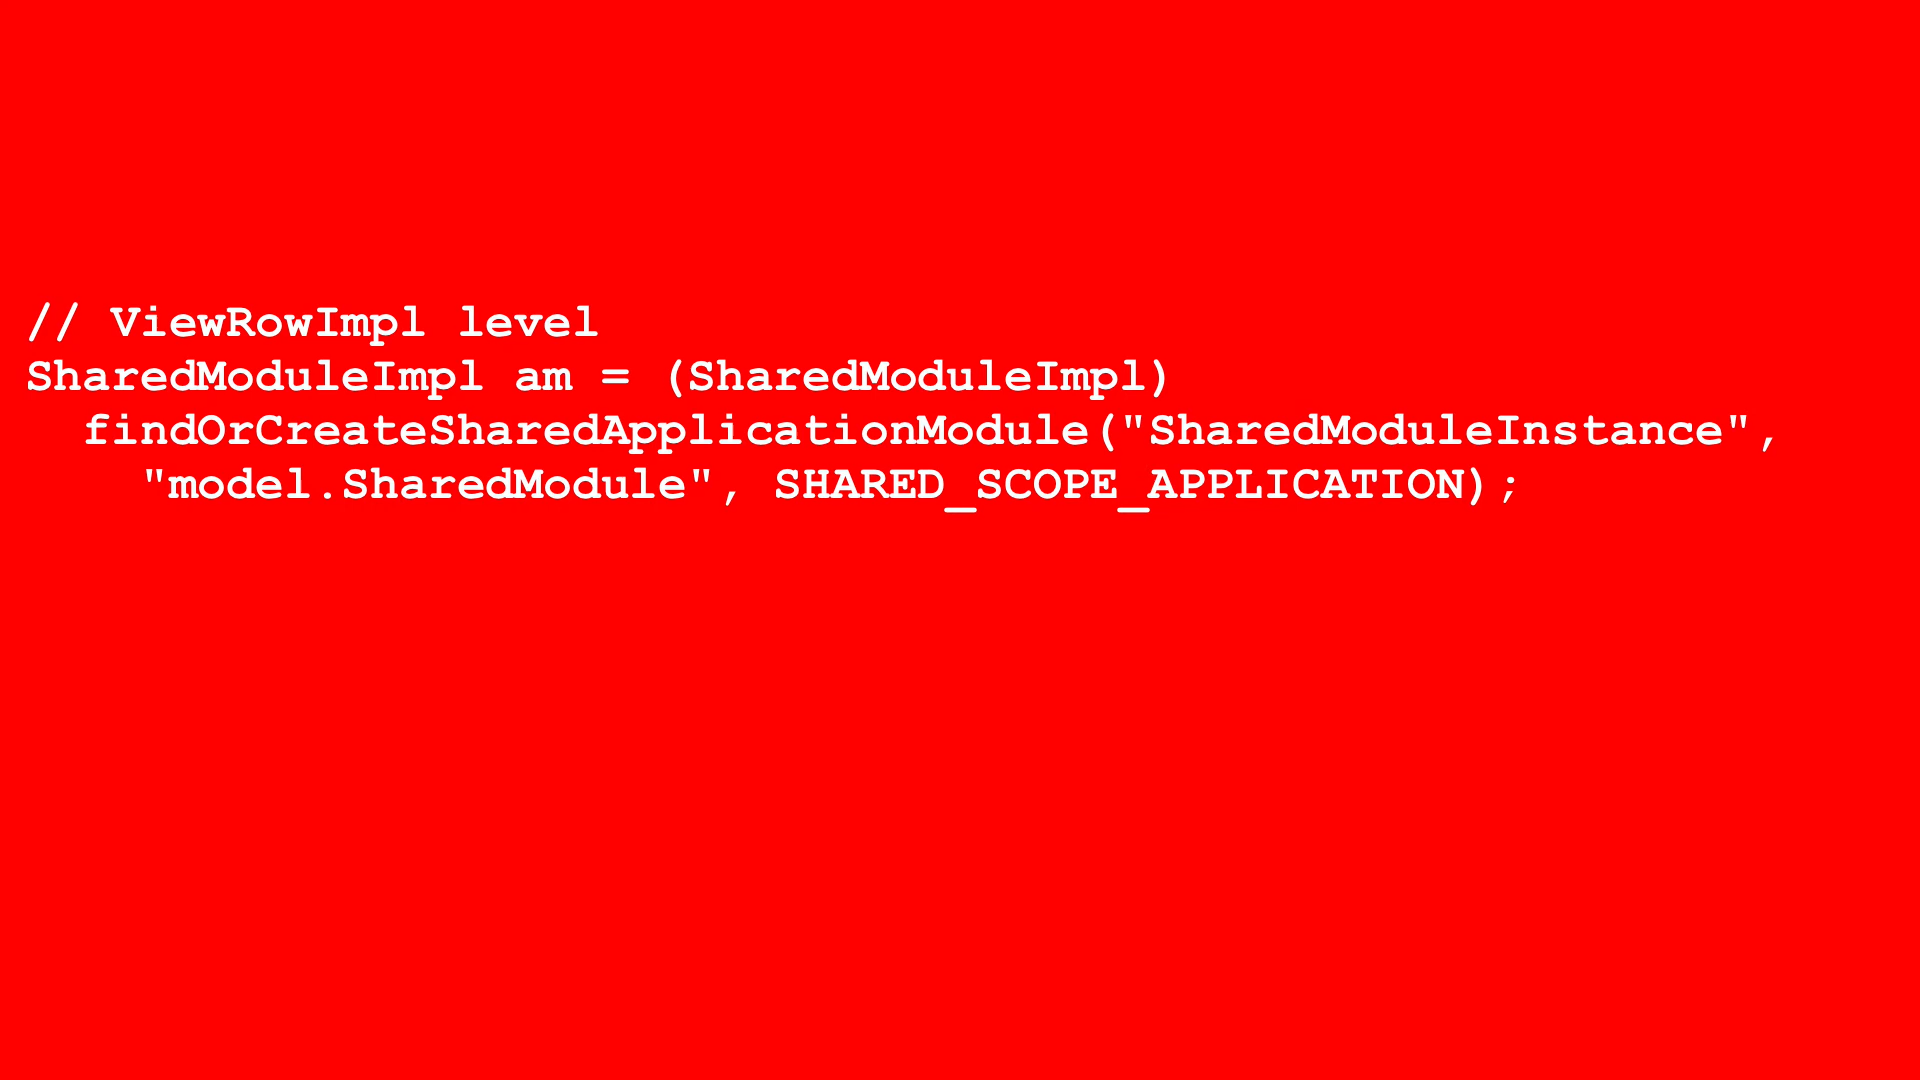 // ViewRowImpl level
SharedModuleImpl am = (SharedModuleImpl)
findOrCreateSharedApplicationModule("SharedModuleInstance",
"model.SharedModule", SHARED_SCOPE_APPLICATION);